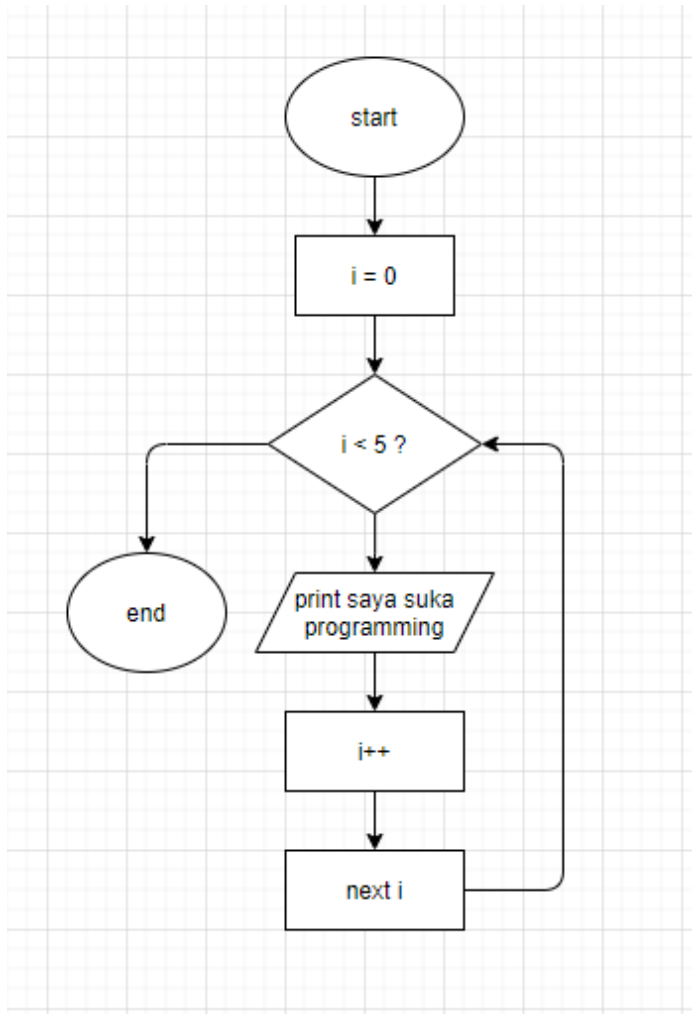 start
i = 0
i < 5 ?
end
print saya suka
programming
i++
next i